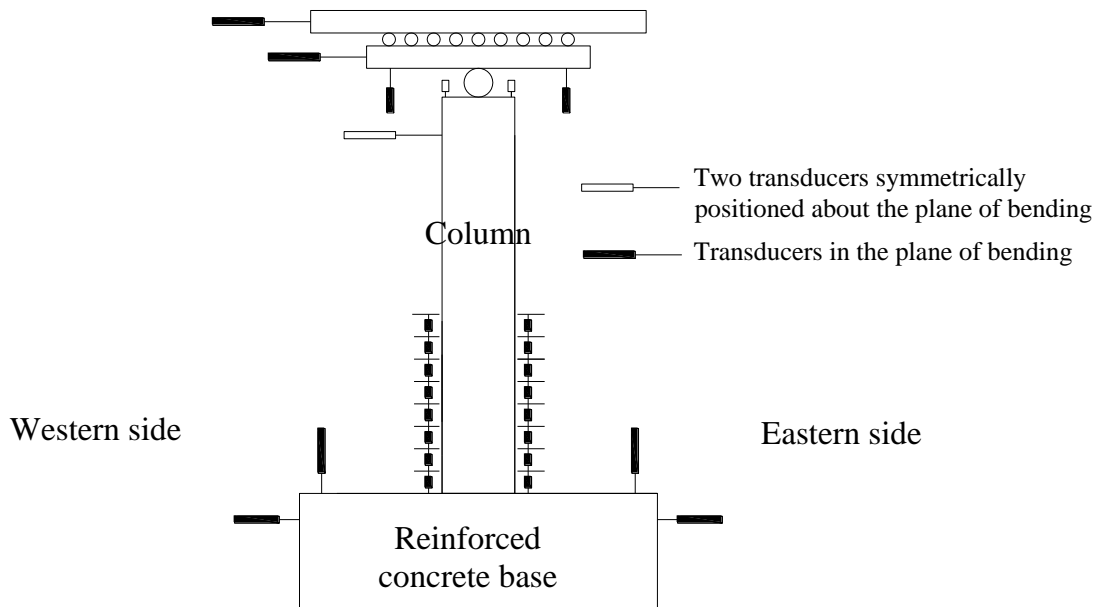 Two transducers symmetrically
positioned about the plane of bending
Column
Transducers in the plane of bending
Western side
Eastern side
Reinforced
concrete base